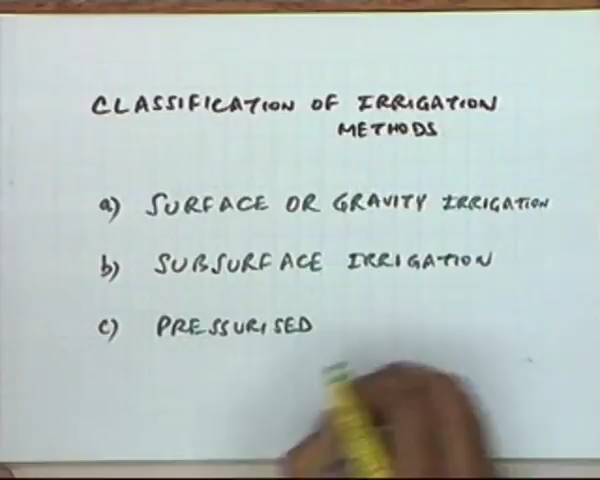 CLASSIFICATION OF IRRIGATION
METHODS
a) SURFACE OR GRAVITY IRRIGATION
b) SUBSURFACE IRRIGATION
c) PRESSURISED